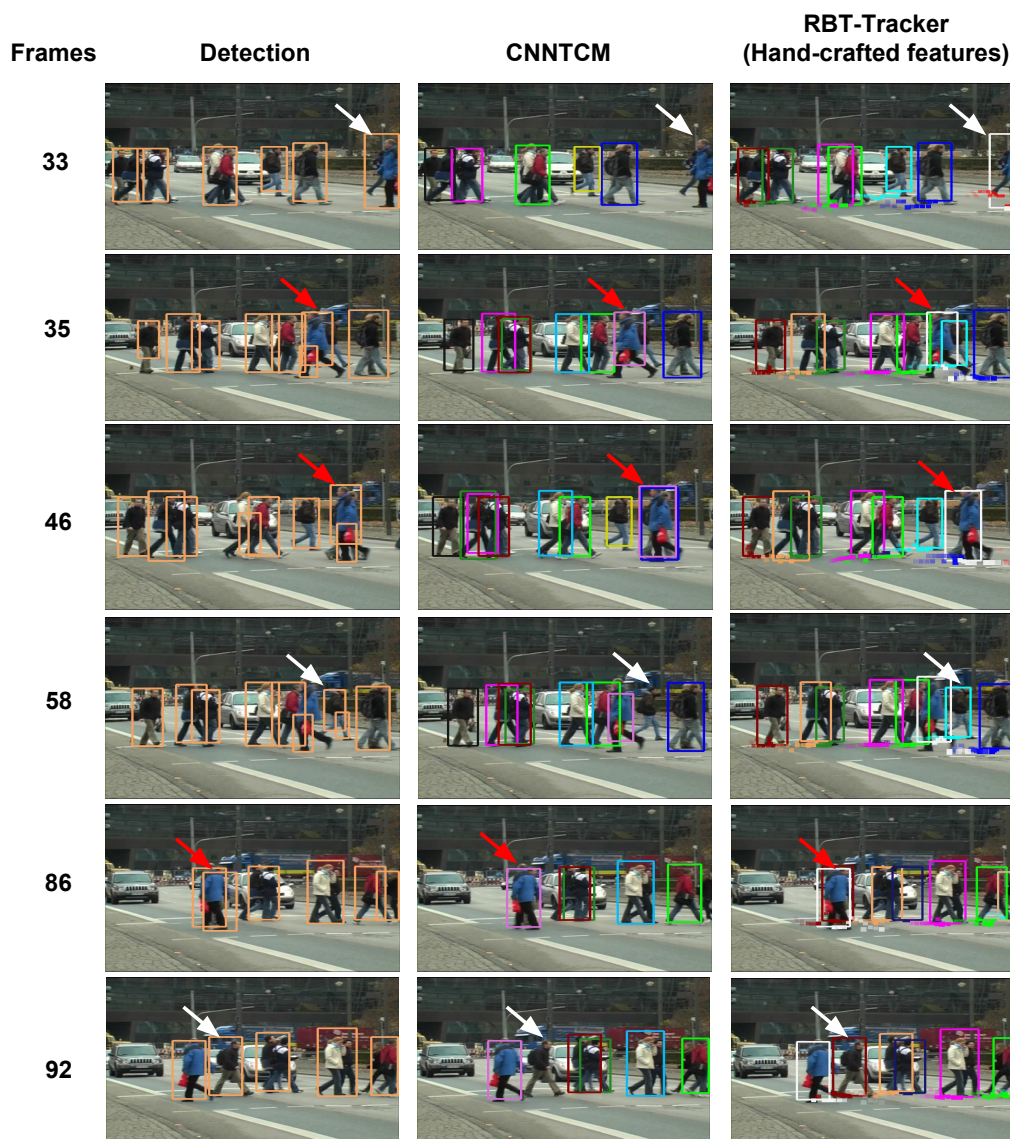 Frames
Detection
CNNTCM
RBT-Tracker
(Hand-crafted features)
33
35
46
58
86
92